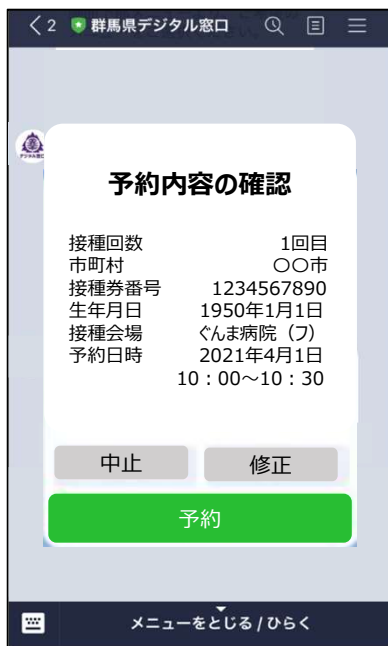 2 群馬県デジタル窓口
予約内容の確認
接種回数 1回目
市町村 〇〇市
接種券番号 1234567890
生年月日 1950年1月1日
接種会場 ぐんま病院（フ）
予約日時 2021年4月1日
10：00～10：30
中止 修正
予約
メニューをとじる / ひらく